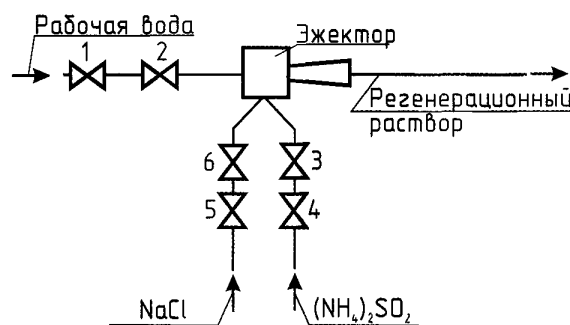 Рабочая вода
1
2
Эжектор
Регенерационный
раствор
6
3
5
4
NaCl
(NH₄)₂SO₂